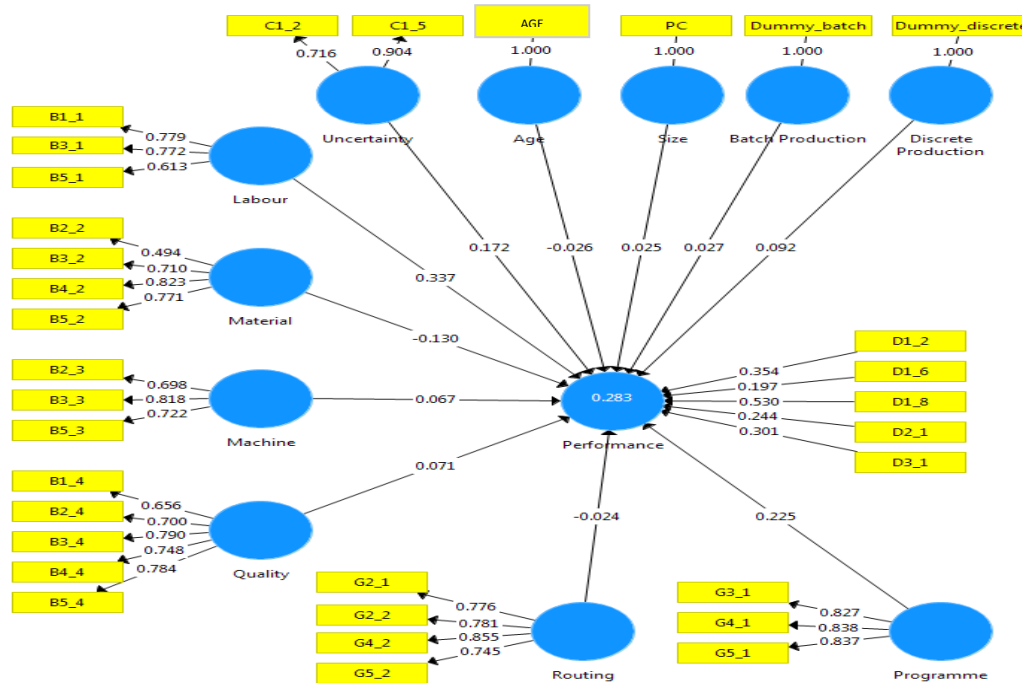 C1_2
C1_5
AGE
PC
Dummy_batch
Dummy_discrete
0.716
0.904
1.000
1.000
1.000
1.000
Uncertainty
Age
Size
Batch Production
Discrete
Production
B1_1
B3_1
B5_1
0.779
0.772
0.613
Labour
B2_2
B3_2
B4_2
B5_2
0.494
0.710
0.823
0.771
Material
B2_3
B3_3
B5_3
0.698
0.818
0.722
Machine
B1_4
B2_4
B3_4
B4_4
B5_4
0.656
0.700
0.790
0.748
0.784
Quality
0.172
-0.026
0.025
0.027
0.092
0.337
-0.130
0.067
0.071
-0.024
0.225
0.283
Performance
0.354
0.197
0.530
0.244
0.301
D1_2
D1_6
D1_8
D2_1
D3_1
G2_1
G2_2
G4_2
G5_2
0.776
0.781
0.855
0.745
Routing
G3_1
G4_1
G5_1
0.827
0.838
0.837
Programme